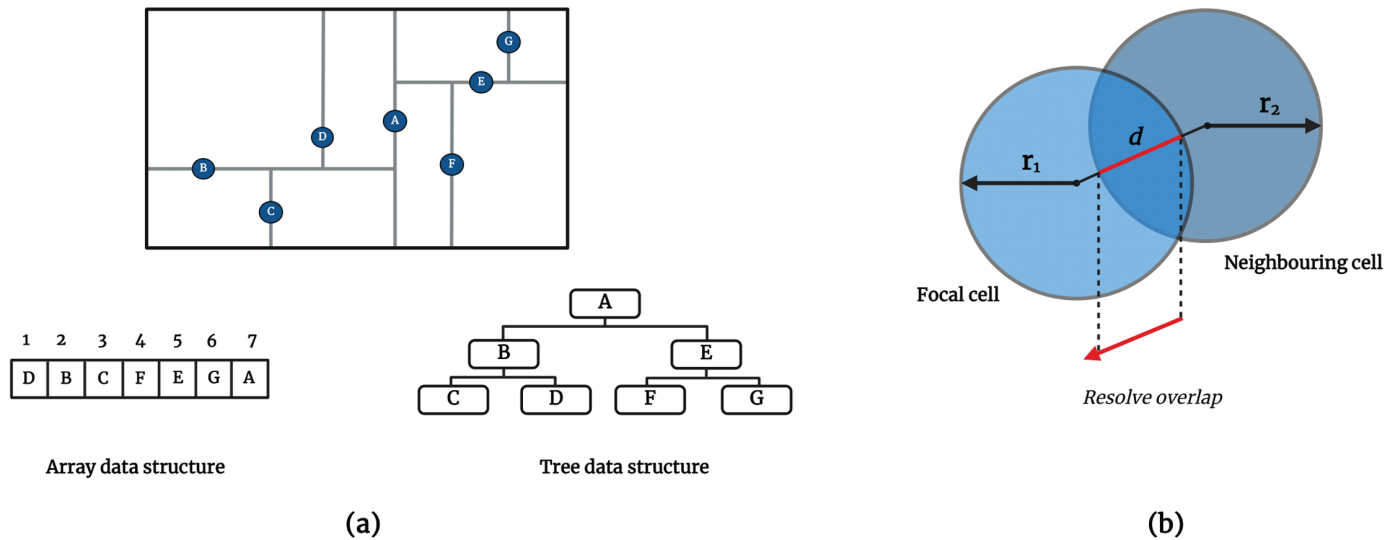 G
E
A
D
F
B
C
1 2 3 4 5 6 7
D B C F E G A
Array data structure
A
B E
C D F G
Tree data structure
(a)
r₂
d
r₁
Neighbouring cell
Focal cell
Resolve overlap
(b)